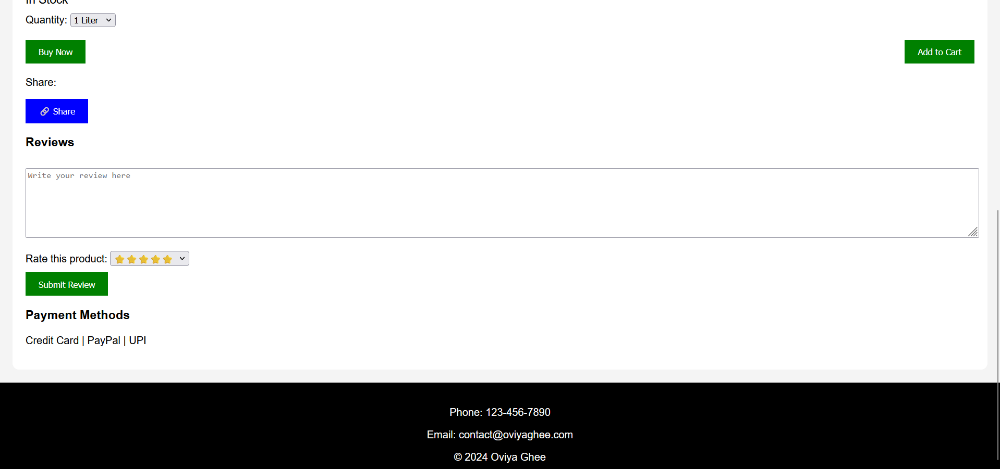 In Stock
Quantity: 1 Liter
Buy Now
Add to Cart
Share:
Share
Reviews
Write your review here
Rate this product:
Submit Review
Payment Methods
Credit Card | PayPal | UPI
Phone: 123-456-7890
Email: contact@oviyaghee.com
© 2024 Oviya Ghee